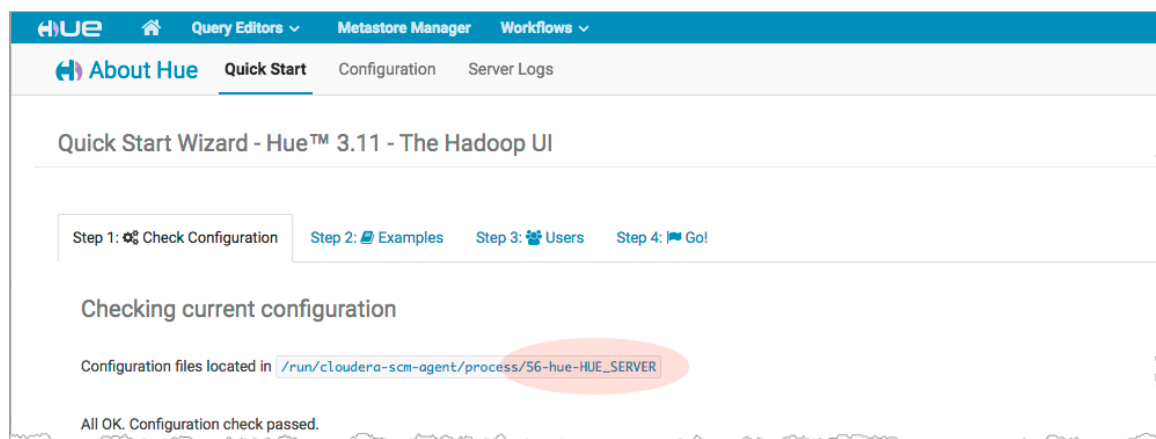 HUE Query Editors Metastore Manager Workflows
About Hue Quick Start Configuration Server Logs
Quick Start Wizard - Hue™ 3.11 - The Hadoop UI
Step 1: Check Configuration Step 2: Examples Step 3: Users Step 4: Go!
Checking current configuration
Configuration files located in /run/cloudera-scm-agent/process/56-hue-HUE_SERVER
All OK. Configuration check passed.